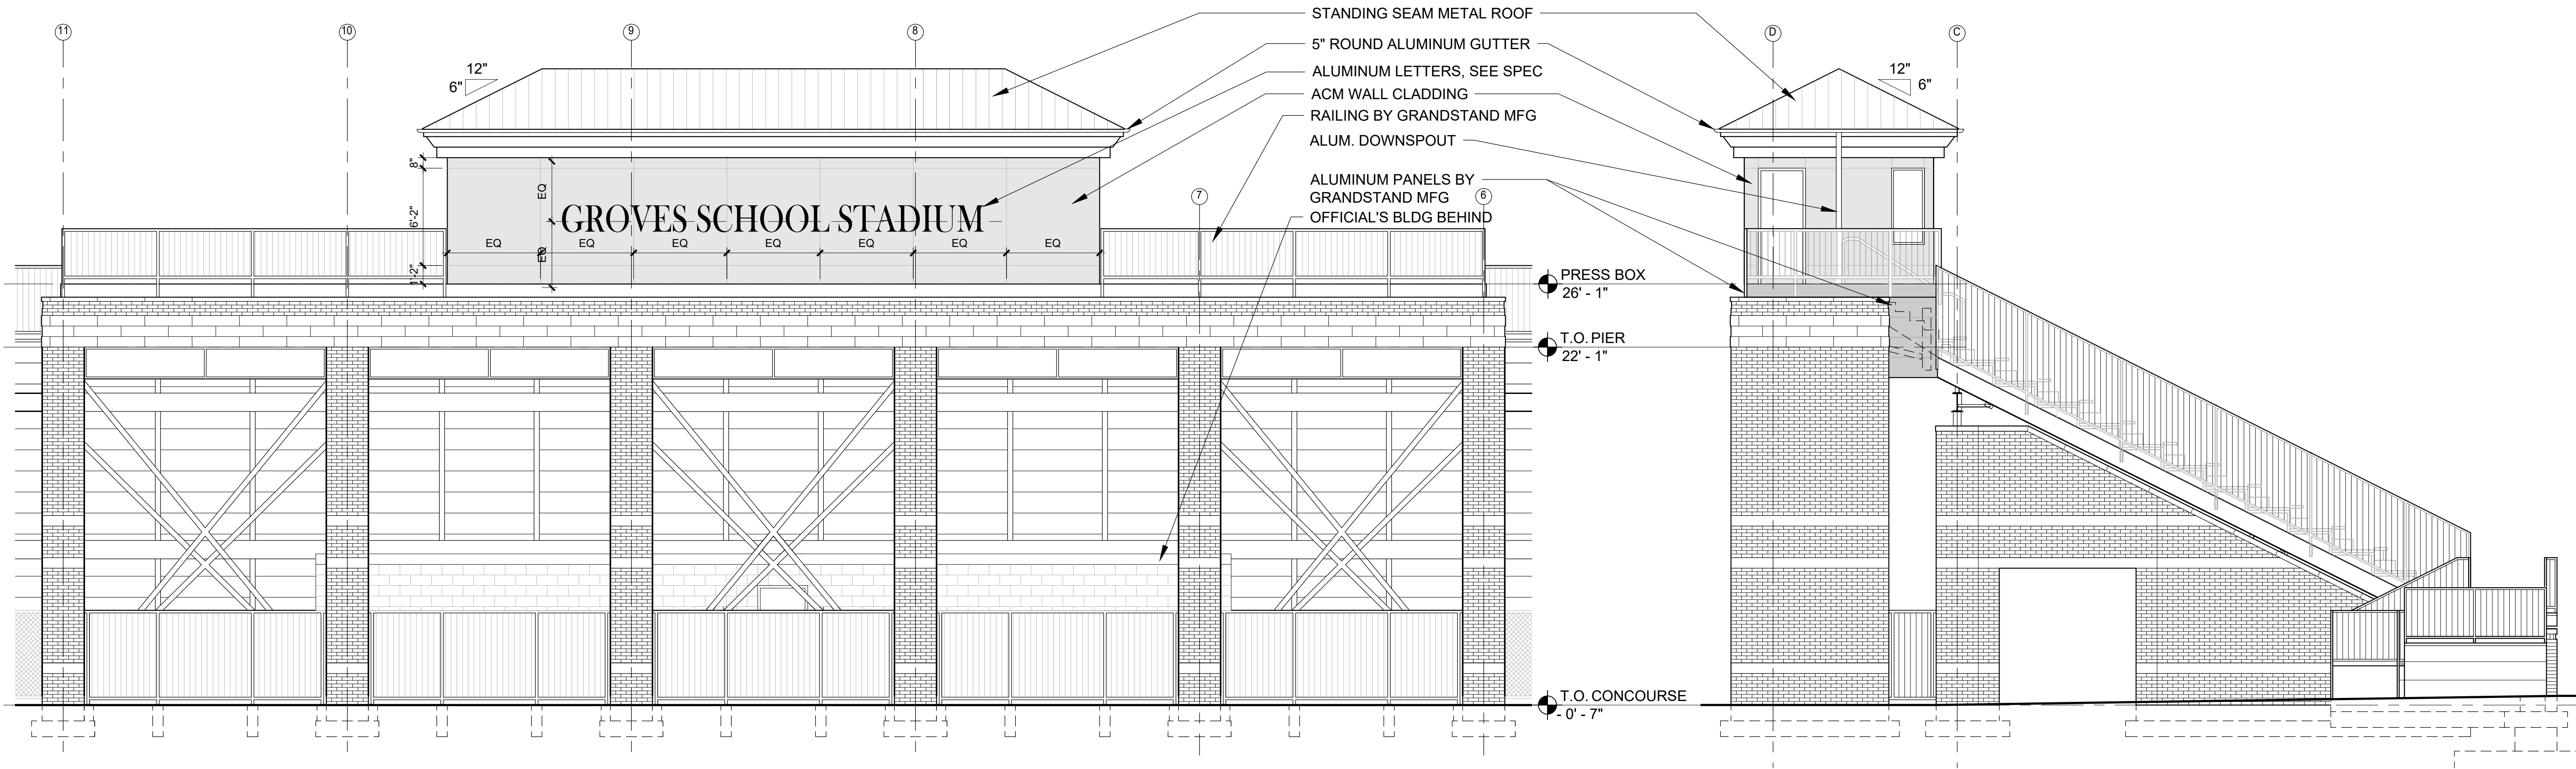 11
10
9
8
STANDING SEAM METAL ROOF
D
C
5" ROUND ALUMINUM GUTTER
12"
6"
ALUMINUM LETTERS, SEE SPEC
12"
6"
ACM WALL CLADDING
RAILING BY GRANDSTAND MFG
ALUM. DOWNSPOUT
8"
6'-2"
1'-2"
EQ
EQ
GROVES SCHOOL STADIUM
EQ
EQ
EQ
EQ
EQ
EQ
EQ
7
6
ALUMINUM PANELS BY
GRANDSTAND MFG
OFFICIAL'S BLDG BEHIND
PRESS BOX
26' - 1"
T.O. PIER
22' - 1"
T.O. CONCOURSE
- 0' - 7"